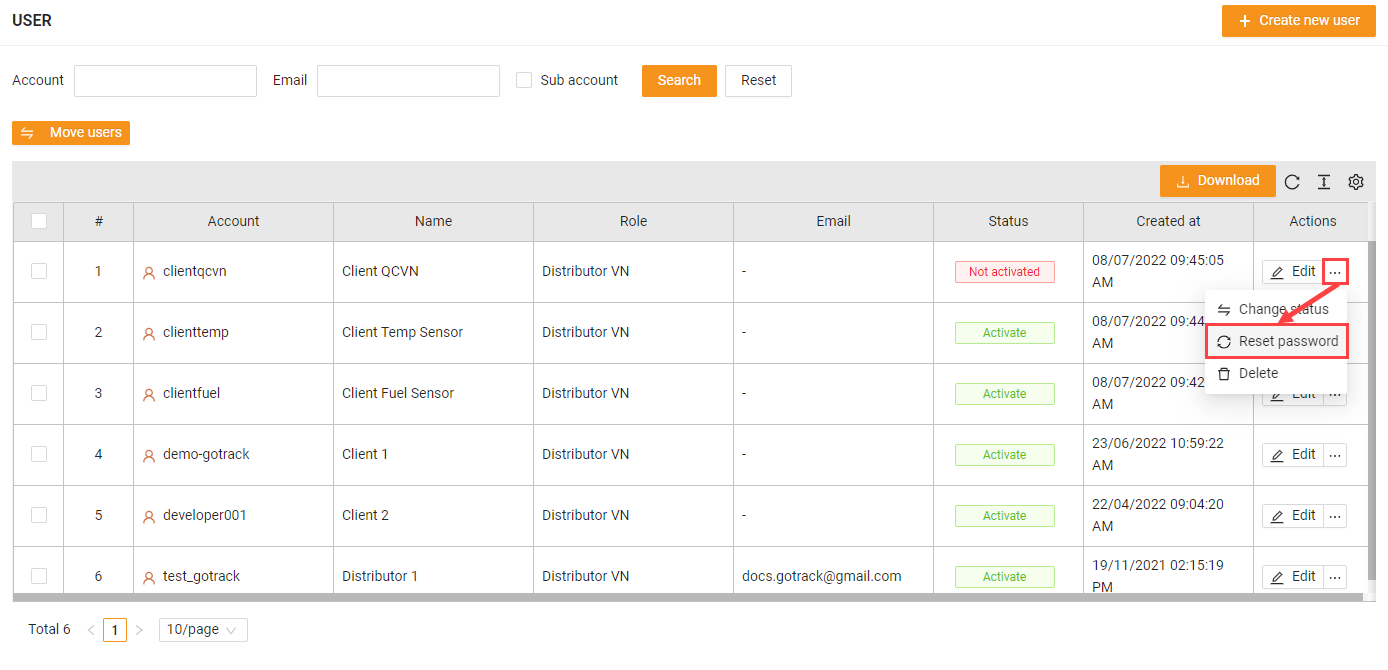 USER
Create new user
Account Email Sub account Search Reset
Move users
Download
# Account Name Role Email Status Created at Actions
1 clientqcvn Client QCVN Distributor VN - Not activated 08/07/2022 09:45:05 AM Edit ...
Change status
2 clienttemp Client Temp Sensor Distributor VN - Activate 08/07/2022 09:44 AM
Reset password
Delete
3 clientfuel Client Fuel Sensor Distributor VN - Activate 08/07/2022 09:42 AM Edit ...
4 demo-gotrack Client 1 Distributor VN - Activate 23/06/2022 10:59:22 AM Edit ...
5 developer001 Client 2 Distributor VN - Activate 22/04/2022 09:04:20 AM Edit ...
6 test_gotrack Distributor 1 Distributor VN docs.gotrack@gmail.com Activate 19/11/2021 02:15:19 PM Edit ...
Total 6 < 1 > 10/page